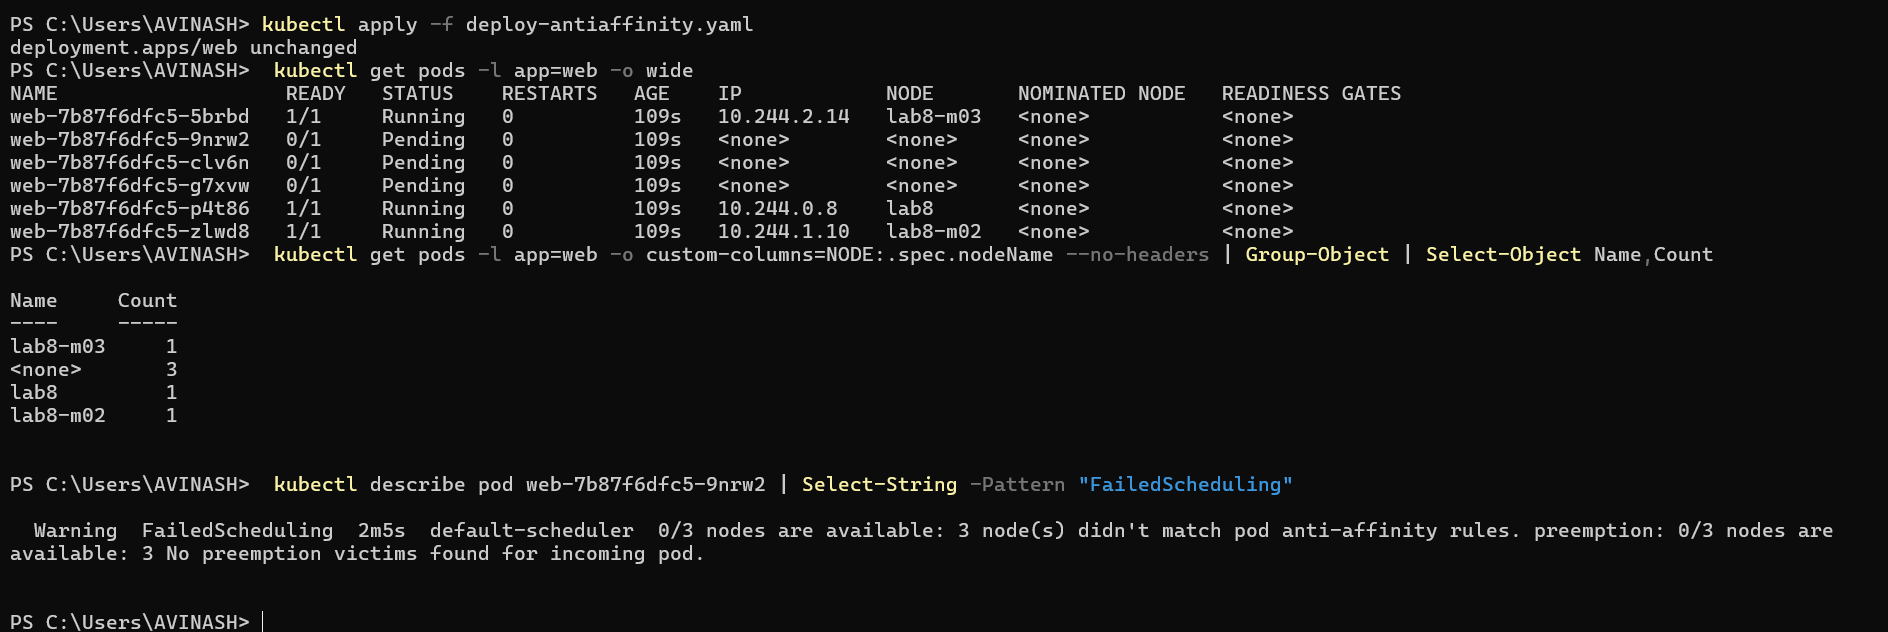 PS C:\Users\AVINASH> kubectl apply -f deploy-antiaffinity.yaml
deployment.apps/web unchanged
PS C:\Users\AVINASH>  kubectl get pods -l app=web -o wide
NAME                   READY   STATUS    RESTARTS   AGE    IP            NODE       NOMINATED NODE   READINESS GATES
web-7b87f6dfc5-5brbd   1/1     Running   0          109s   10.244.2.14   lab8-m03   <none>           <none>
web-7b87f6dfc5-9nrw2   0/1     Pending   0          109s   <none>        <none>     <none>           <none>
web-7b87f6dfc5-clv6n   0/1     Pending   0          109s   <none>        <none>     <none>           <none>
web-7b87f6dfc5-g7xvw   0/1     Pending   0          109s   <none>        <none>     <none>           <none>
web-7b87f6dfc5-p4t86   1/1     Running   0          109s   10.244.0.8    lab8       <none>           <none>
web-7b87f6dfc5-zlwd8   1/1     Running   0          109s   10.244.1.10   lab8-m02   <none>           <none>
PS C:\Users\AVINASH>  kubectl get pods -l app=web -o custom-columns=NODE:.spec.nodeName --no-headers | Group-Object | Select-Object Name,Count
Name     Count
----     -----
lab8-m03     1
<none>       3
lab8         1
lab8-m02     1
PS C:\Users\AVINASH>  kubectl describe pod web-7b87f6dfc5-9nrw2 | Select-String -Pattern "FailedScheduling"
  Warning  FailedScheduling  2m5s  default-scheduler  0/3 nodes are available: 3 node(s) didn't match pod anti-affinity rules. preemption: 0/3 nodes are
available: 3 No preemption victims found for incoming pod.
PS C:\Users\AVINASH>